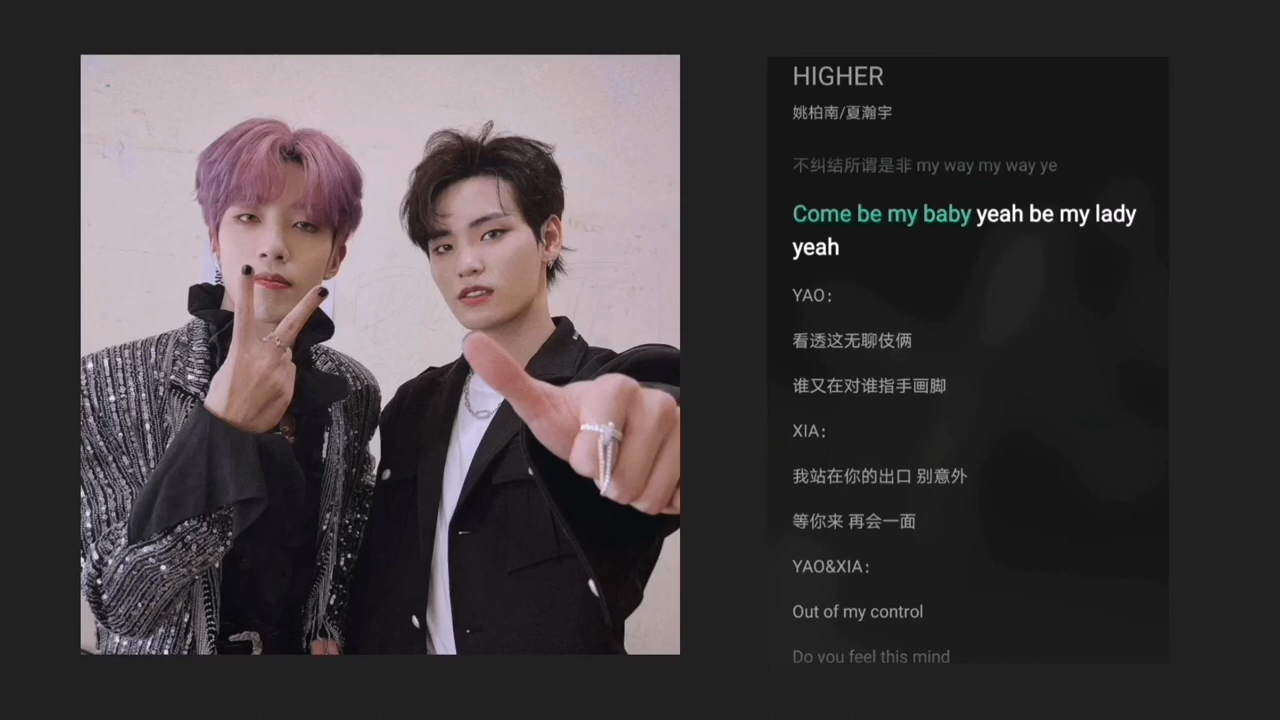 HIGHER
姚柏南/夏瀚宇
不纠结所谓是非 my way my way ye
Come be my baby yeah be my lady
yeah
YAO：
看透这无聊伎俩
谁又在对谁指手画脚
XIA：
我站在你的出口 别意外
等你来 再会一面
YAO&XIA：
Out of my control
Do you feel this mind